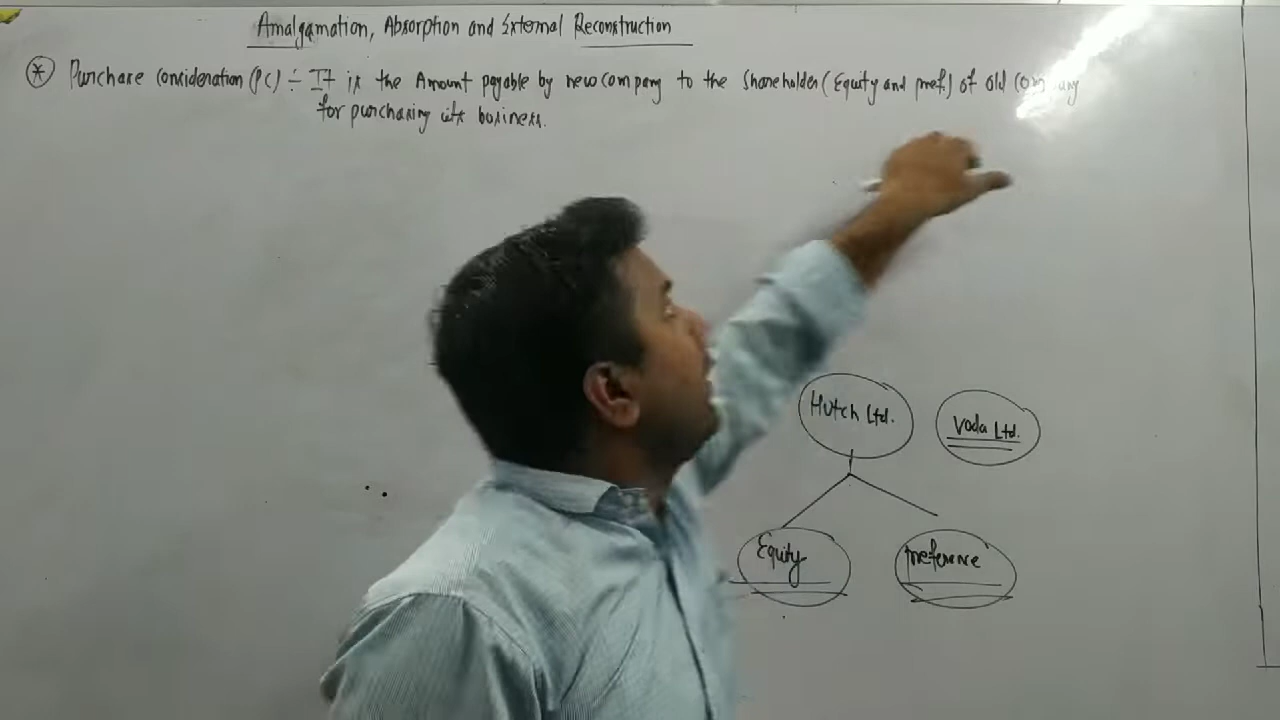 Amalgamation, Absorption and External Reconstruction
* Purchase Consideration (PC) ÷ It is the Amount payable by new company to the shareholder (Equity and pref.) of old company
for purchasing its business.
Hutch Ltd.
Voda Ltd.
Equity
preference